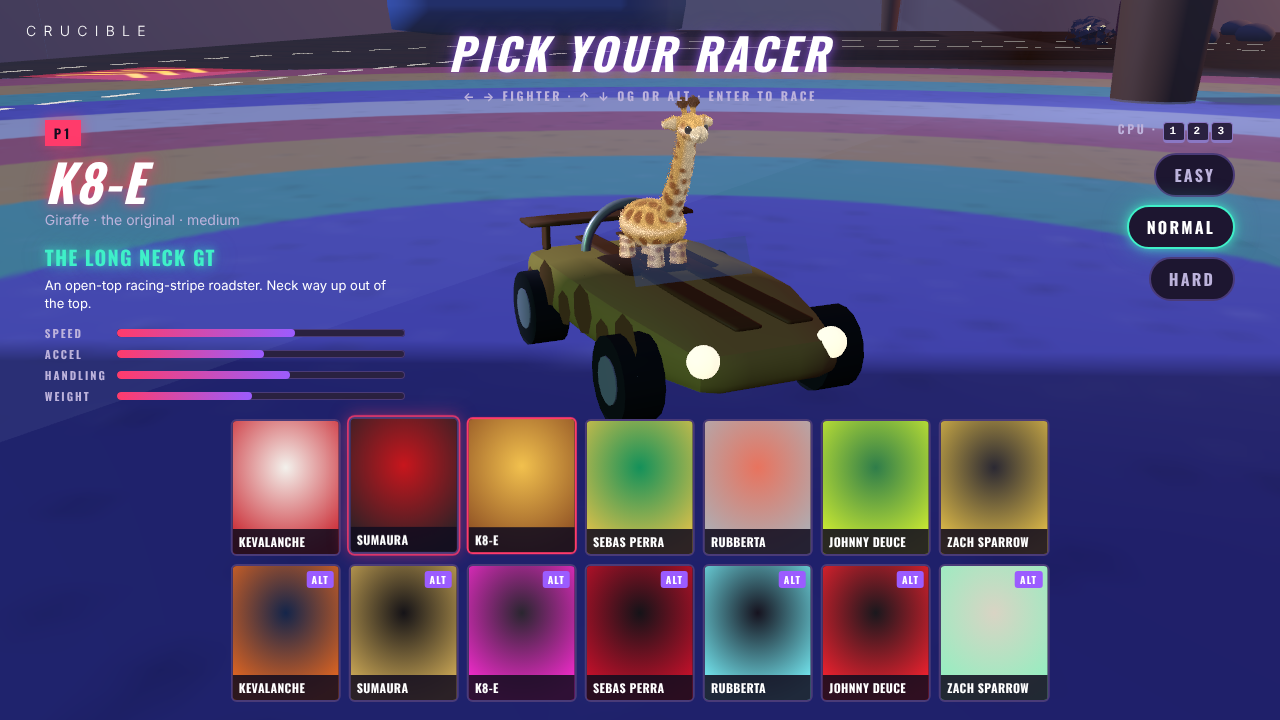 CRUCIBLE
PICK YOUR RACER
← → FIGHTER · ↑ ↓ OG OR ALT · ENTER TO RACE
P1
K8-E
Giraffe · the original · medium
THE LONG NECK GT
An open-top racing-stripe roadster. Neck way up out of
the top.
SPEED
ACCEL
HANDLING
WEIGHT
CPU · 1 2 3
EASY
NORMAL
HARD
KEVALANCHE
SUMAURA
K8-E
SEBAS PERRA
RUBBERTA
JOHNNY DEUCE
ZACH SPARROW
ALT
KEVALANCHE
ALT
SUMAURA
ALT
K8-E
ALT
SEBAS PERRA
ALT
RUBBERTA
ALT
JOHNNY DEUCE
ALT
ZACH SPARROW